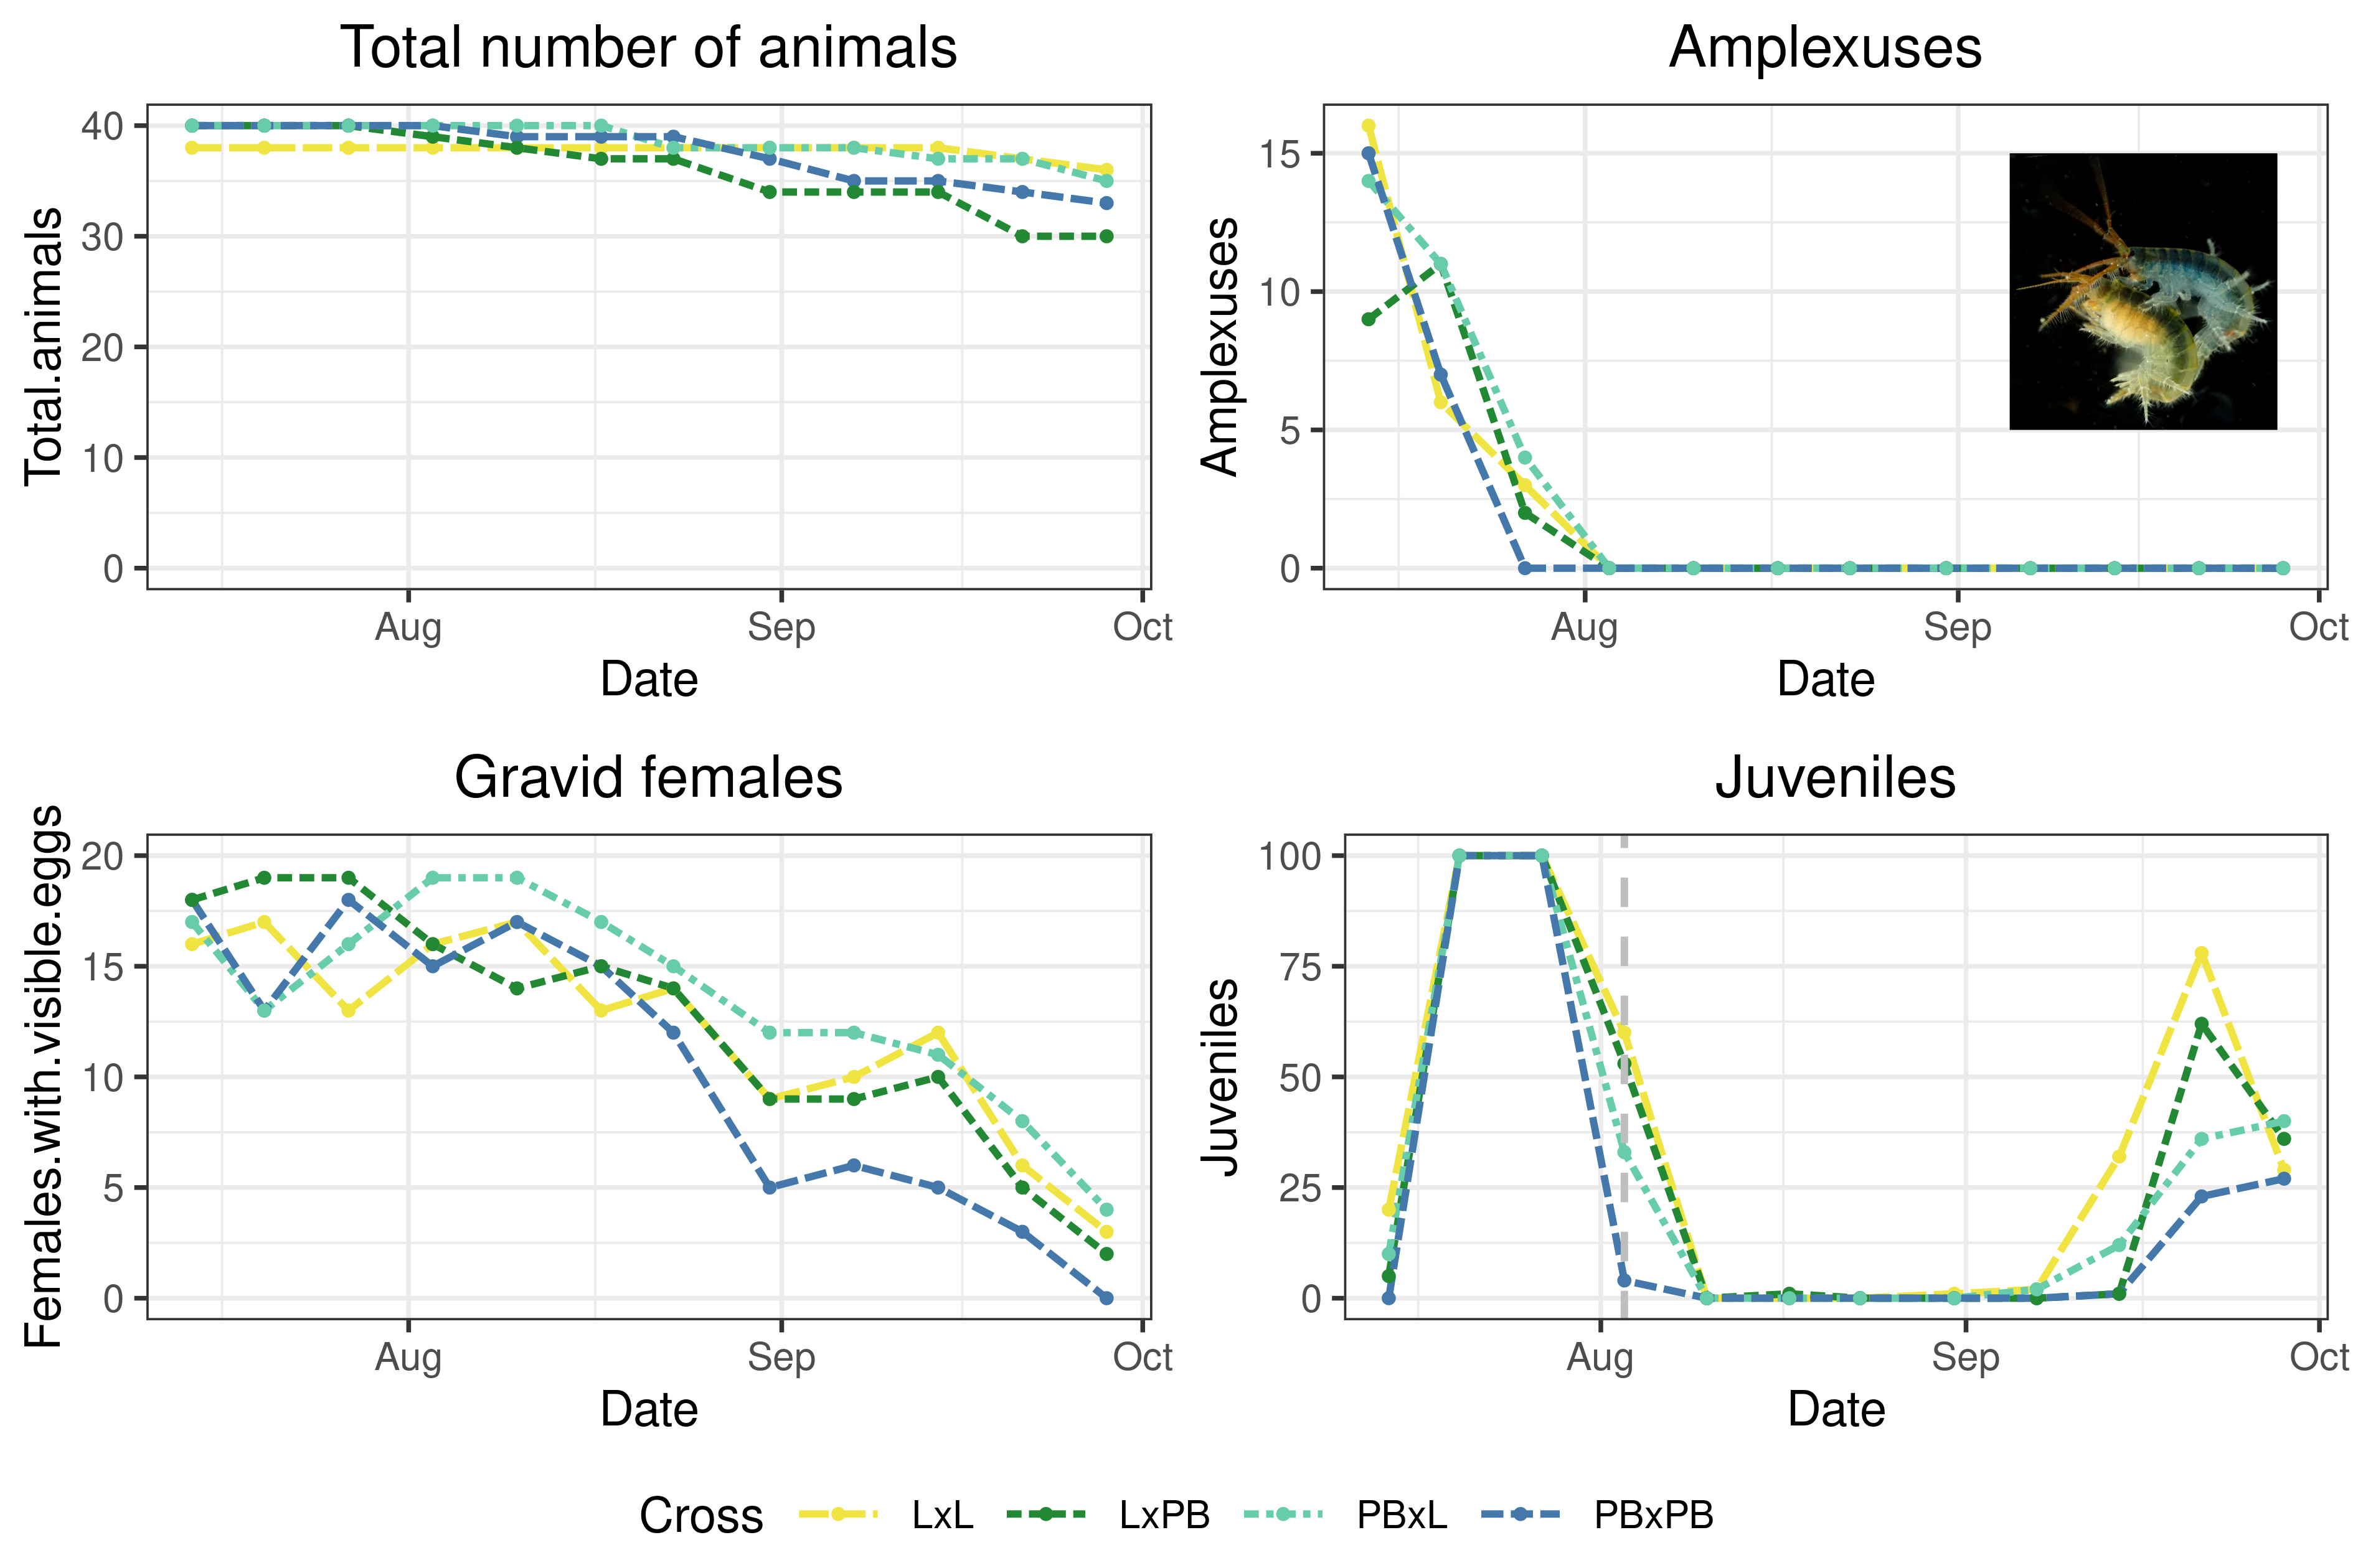 Total number of animals
Total.animals
40
30
20
10
0
Aug Sep Oct
Date
Amplexuses
Amplexuses
15
10
5
0
Aug Sep Oct
Date
Gravid females
Females.with.visible.eggs
20
15
10
5
0
Aug Sep Oct
Date
Juveniles
Juveniles
100
75
50
25
0
Aug Sep Oct
Date
Cross LxL LxPB PBxL PBxPB